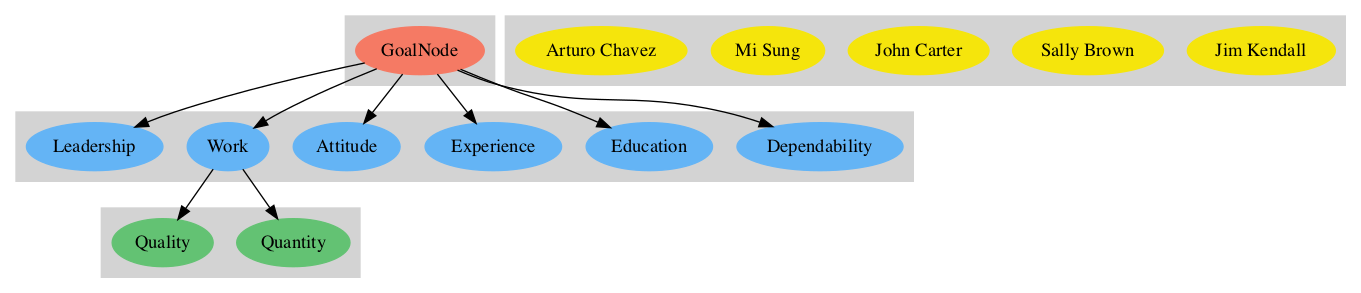 GoalNode
Arturo Chavez
Mi Sung
John Carter
Sally Brown
Jim Kendall
Leadership
Work
Attitude
Experience
Education
Dependability
Quality
Quantity